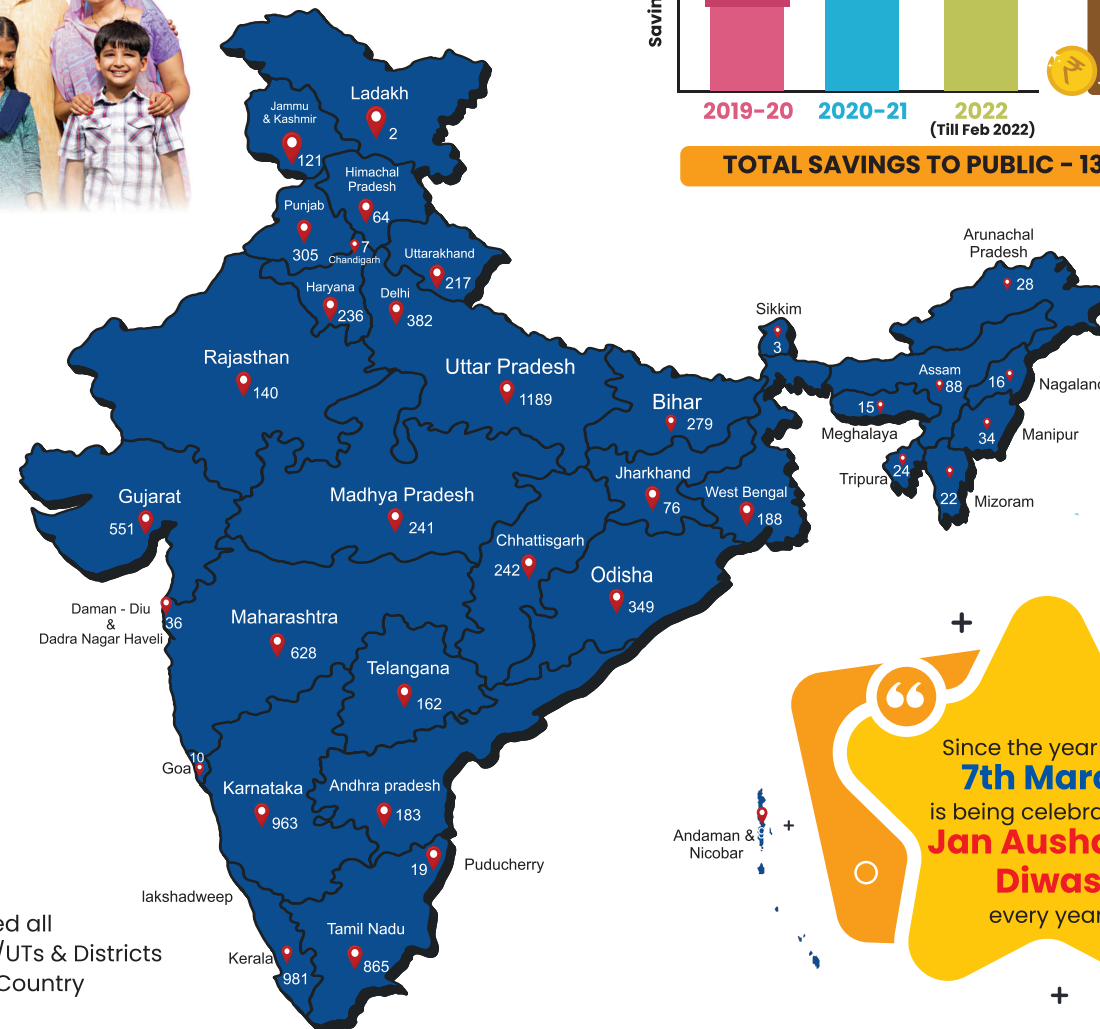 Savin
2019-20
2020-21
2022
(Till Feb 2022)
TOTAL SAVINGS TO PUBLIC - 13
Ladakh
2
Jammu
& Kashmir
121
Himachal
Pradesh
64
Punjab
305
7
Chandigarh
Uttarakhand
217
Haryana
236
Delhi
382
Rajasthan
140
Uttar Pradesh
1189
Bihar
279
Sikkim
3
Arunachal
Pradesh
28
Assam
88
16
Nagaland
15
Meghalaya
34
Manipur
Tripura
24
22
Mizoram
Gujarat
551
Madhya Pradesh
241
Jharkhand
76
West Bengal
188
Chhattisgarh
242
Odisha
349
Daman - Diu
&
Dadra Nagar Haveli
36
Maharashtra
628
Telangana
162
10
Goa
Karnataka
963
Andhra pradesh
183
19
Puducherry
Andaman &
Nicobar
lakshadweep
Tamil Nadu
865
Kerala
981
ed all
/UTs & Districts
Country
“
Since the year
7th Marc
is being celebra
Jan Ausha
Diwas
every year